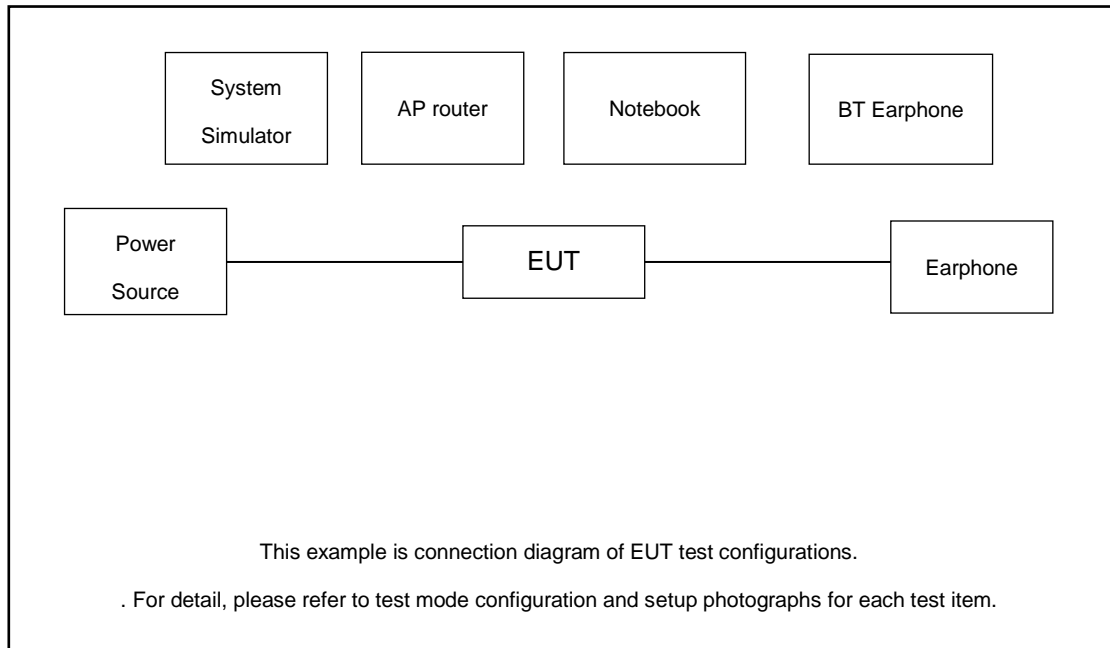 System
Simulator
AP router
Notebook
BT Earphone
Power
Source
EUT
Earphone
This example is connection diagram of EUT test configurations.
. For detail, please refer to test mode configuration and setup photographs for each test item.